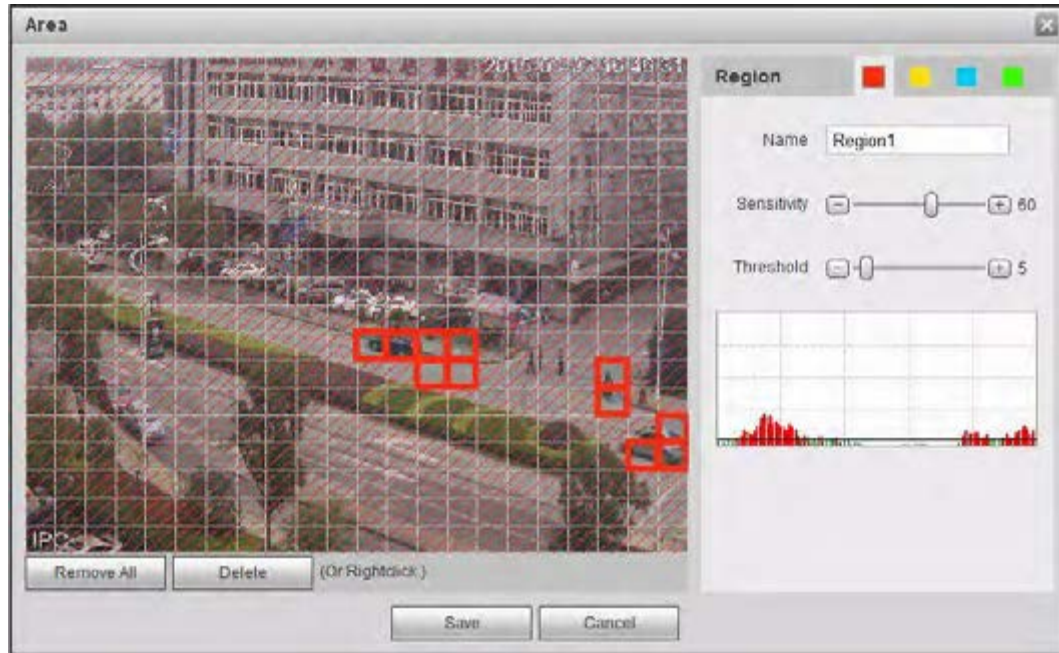 Area
Region
Name Region1
Sensitivity 60
Threshold 5
IPC
Remove All Delete (Or Rightclick)
Save Cancel